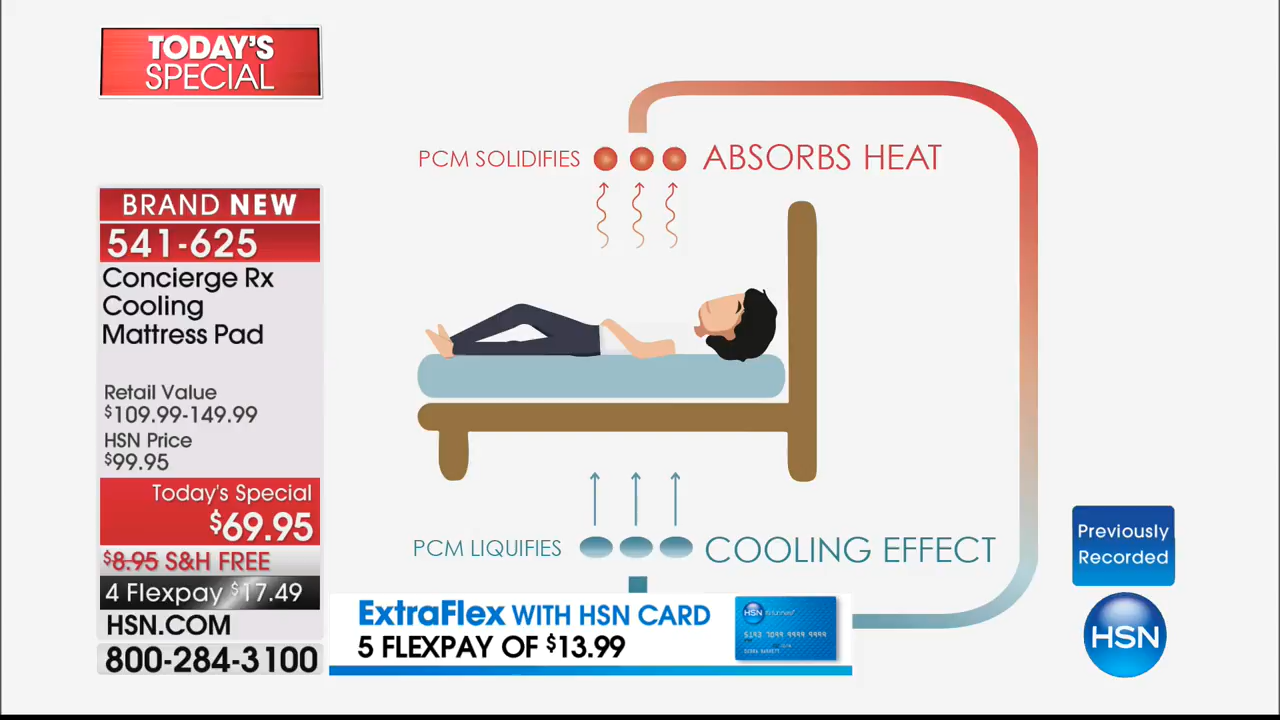 TODAY'S
SPECIAL
BRAND NEW
541-625
Concierge Rx
Cooling
Mattress Pad
Retail Value
$109.99-149.99
HSN Price
$99.95
Today's Special
$69.95
$8.95 S&H FREE
4 Flexpay $17.49
HSN.COM
800-284-3100
PCM SOLIDIFIES
ABSORBS HEAT
PCM LIQUIFIES
COOLING EFFECT
ExtraFlex WITH HSN CARD
5 FLEXPAY OF $13.99
HSN
Previously
Recorded
HSN